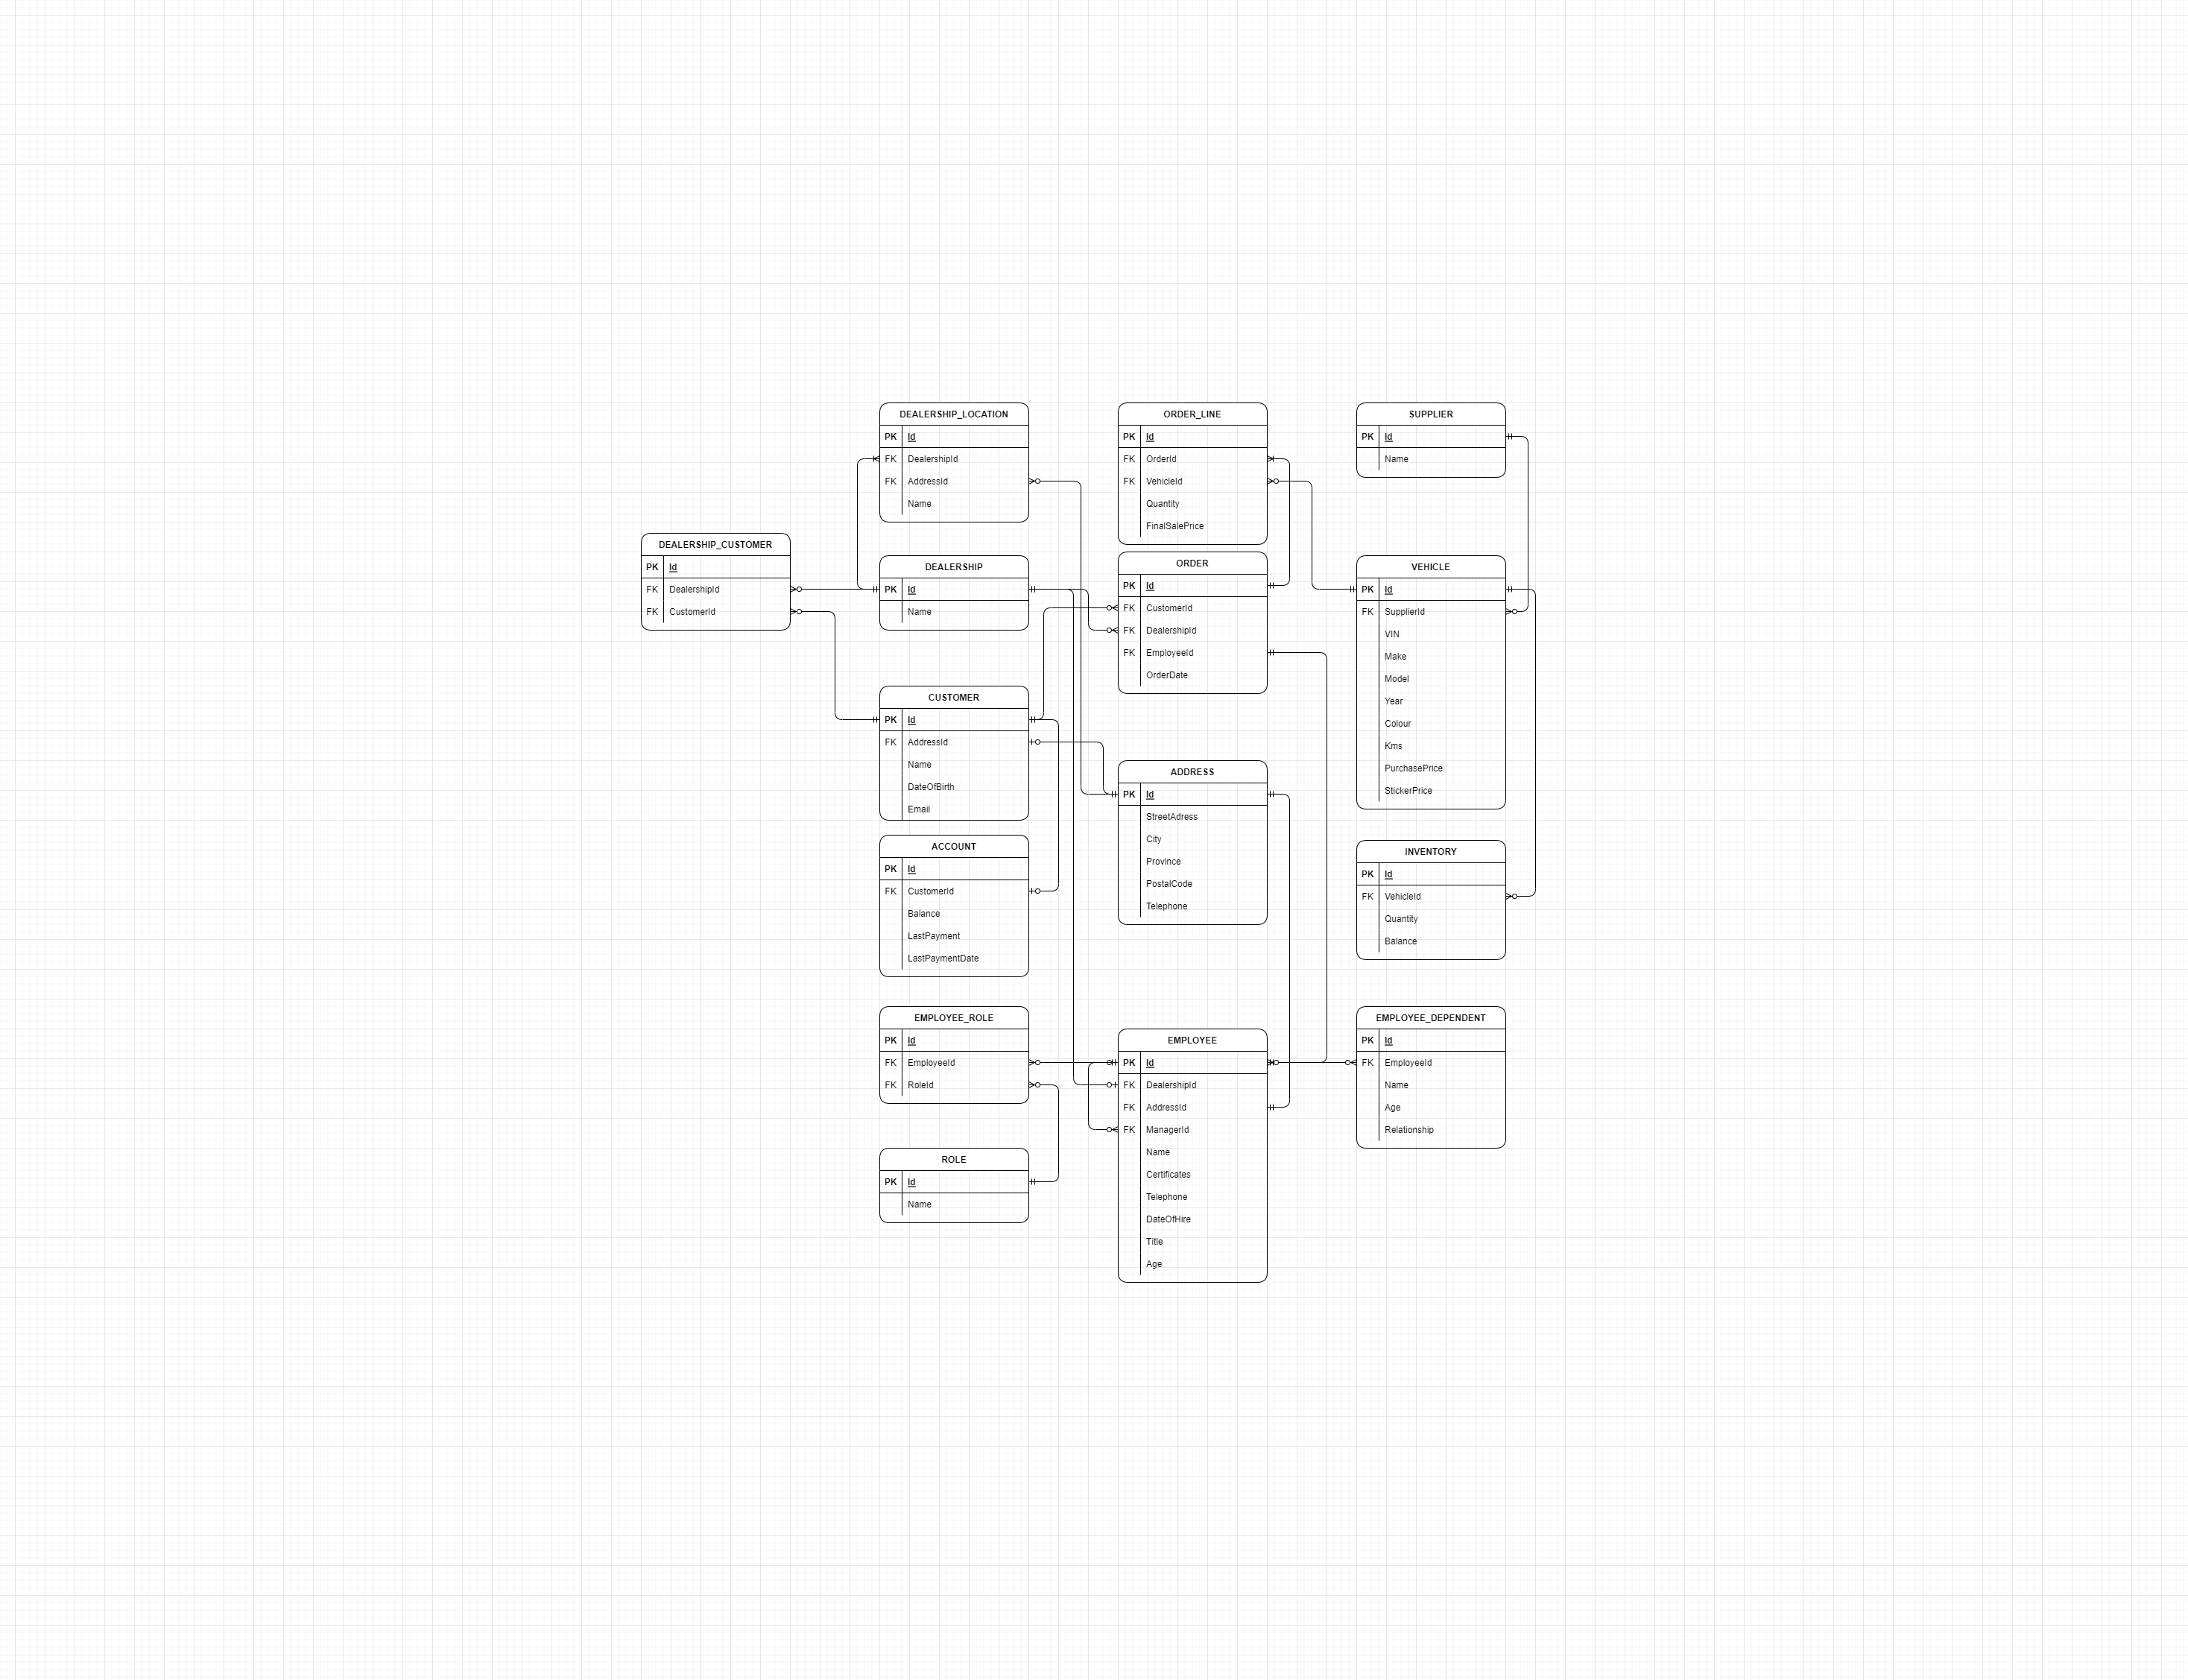 DEALERSHIP_LOCATION
PK Id
FK DealershipId
FK AddressId
Name
ORDER_LINE
PK Id
FK OrderId
FK VehicleId
Quantity
FinalSalePrice
SUPPLIER
PK Id
Name
DEALERSHIP_CUSTOMER
PK Id
FK DealershipId
FK CustomerId
DEALERSHIP
PK Id
Name
ORDER
PK Id
FK CustomerId
FK DealershipId
FK EmployeeId
OrderDate
VEHICLE
PK Id
FK SupplierId
VIN
Make
Model
Year
Colour
Kms
PurchasePrice
StickerPrice
CUSTOMER
PK Id
FK AddressId
Name
DateOfBirth
Email
ADDRESS
PK Id
StreetAdress
City
Province
PostalCode
Telephone
ACCOUNT
PK Id
FK CustomerId
Balance
LastPayment
LastPaymentDate
INVENTORY
PK Id
FK VehicleId
Quantity
Balance
EMPLOYEE_ROLE
PK Id
FK EmployeeId
FK RoleId
EMPLOYEE
PK Id
FK DealershipId
FK AddressId
FK ManagerId
Name
Certificates
Telephone
DateOfHire
Title
Age
EMPLOYEE_DEPENDENT
PK Id
FK EmployeeId
Name
Age
Relationship
ROLE
PK Id
Name